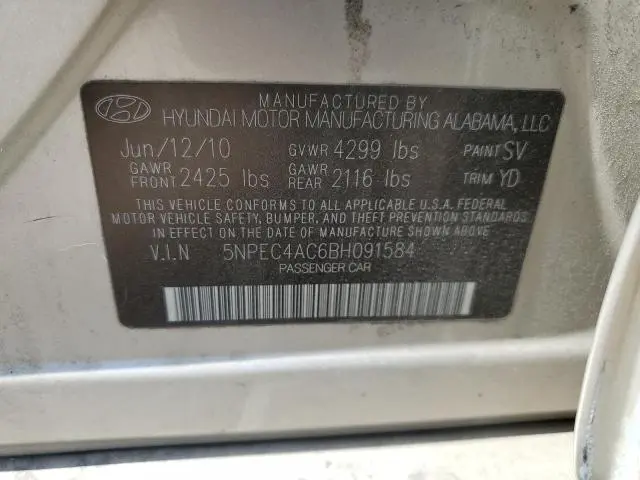 MANUFACTURED BY
HYUNDAI MOTOR MANUFACTURING ALABAMA, LLC
Jun/12/10 GVWR 4299 lbs PAINT SV
GAWR FRONT 2425 lbs GAWR REAR 2116 lbs TRIM YD
THIS VEHICLE CONFORMS TO ALL APPLICABLE U.S.A. FEDERAL
MOTOR VEHICLE SAFETY, BUMPER, AND THEFT PREVENTION STANDARDS
IN EFFECT ON THE DATE OF MANUFACTURE SHOWN ABOVE.
V.I.N 5NPEC4AC6BH091584
PASSENGER CAR